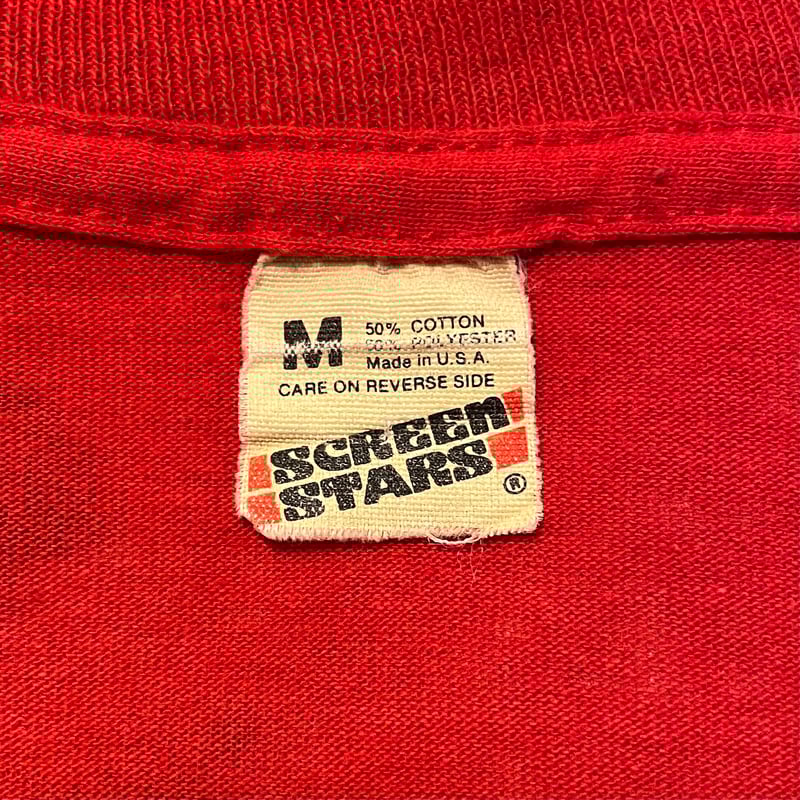 M
50% COTTON
50% POLYESTER
Made in U.S.A.
CARE ON REVERSE SIDE
SCREEN
STARS
®